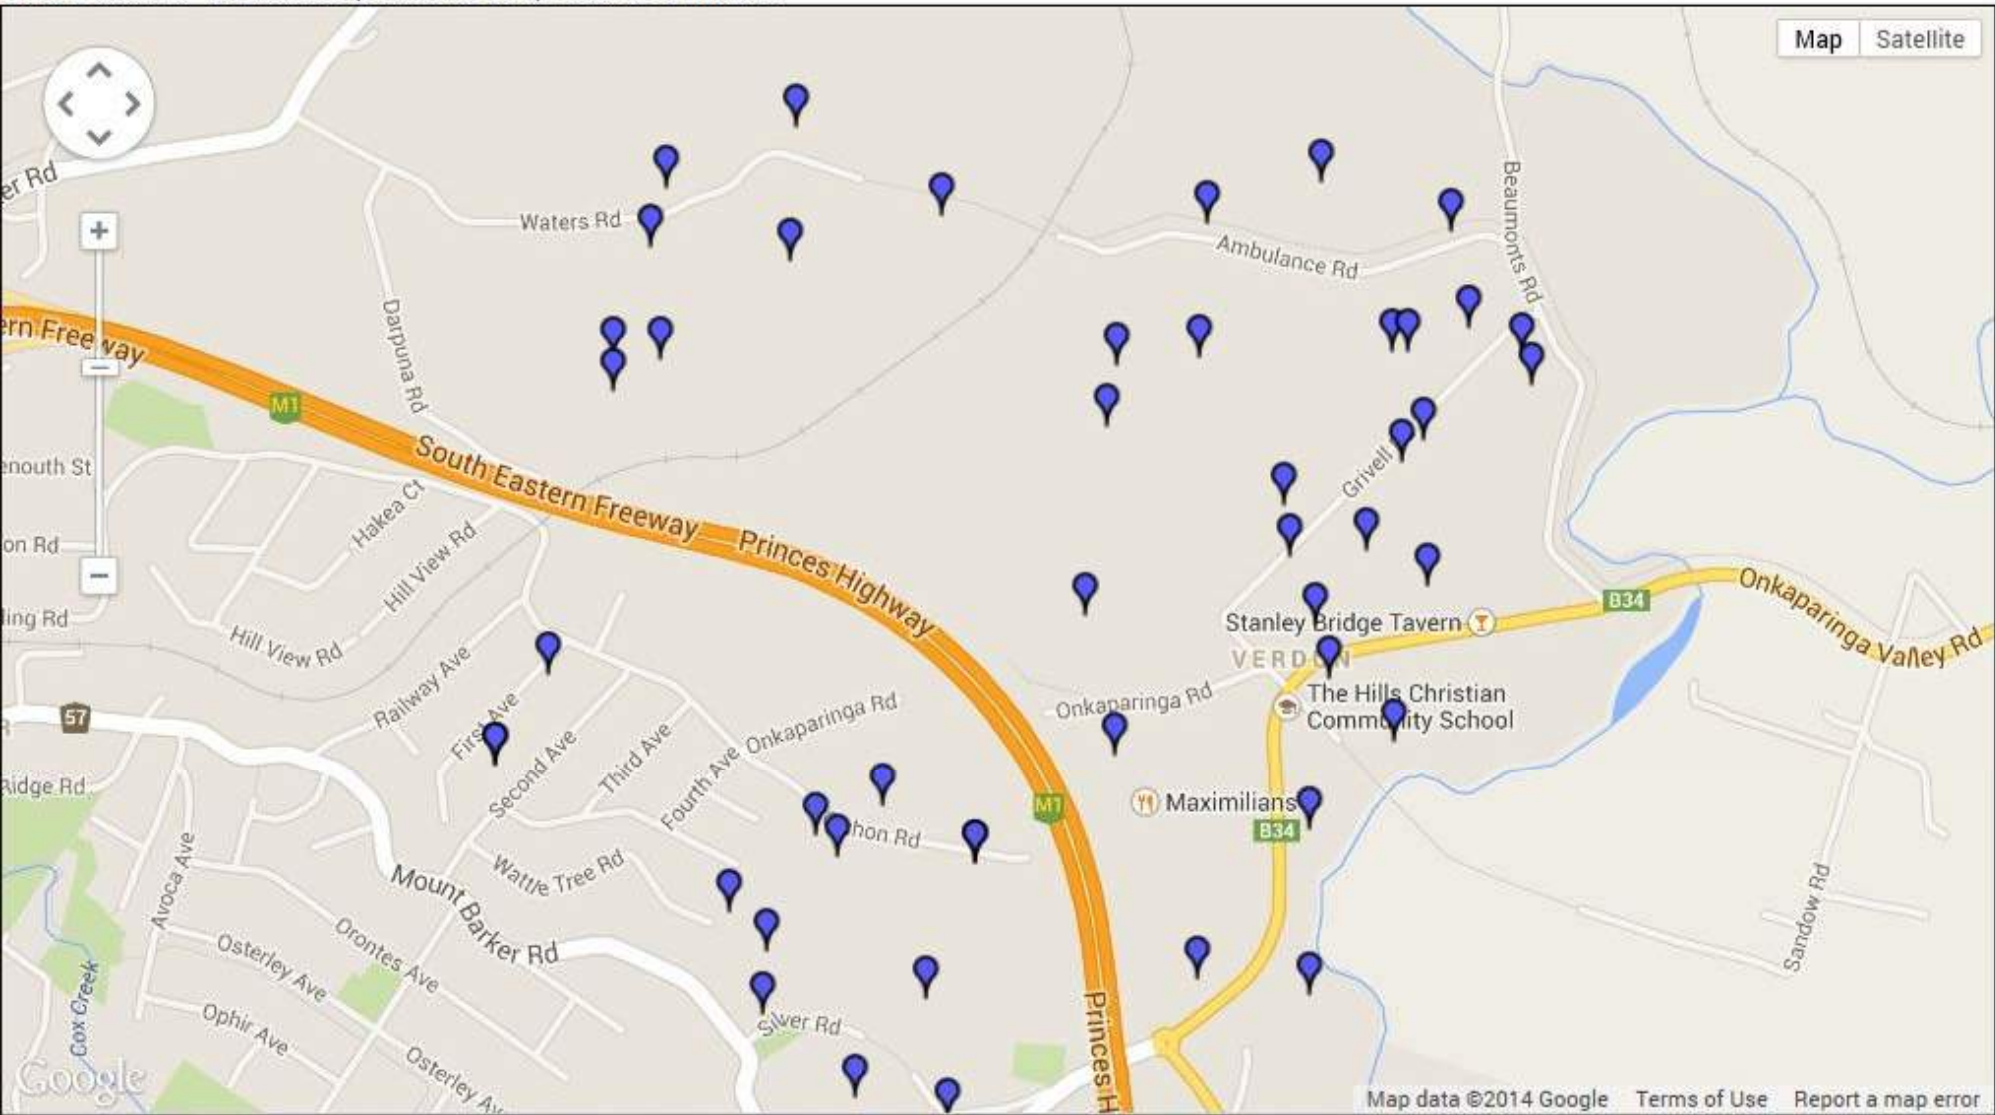 Map Satellite
er Rd
Beaumonts Rd
Waters Rd
Ambulance Rd
ern Freeway
Darpuna Rd
M1
South Eastern Freeway
Princes Highway
enouth St
Hakea Ct
Grivell
on Rd
Hill View Rd
B34
Onkaparinga Valley Rd
ling Rd
Hill View Rd
Stanley Bridge Tavern
VERDUN
Railway Ave
Onkaparinga Rd
The Hills Christian
Community School
57
First Ave
Second Ave
Third Ave
Fourth Ave
Onkaparinga Rd
Ridge Rd
M1
Maximilians
B34
hon Rd
Avoca Ave
Wattle Tree Rd
Mount Barker Rd
Sandow Rd
Orontes Ave
Osterley Ave
Cox Creek
Ophir Ave
Silver Rd
Princes H
Osterley Av
Google
Map data ©2014 Google Terms of Use Report a map error